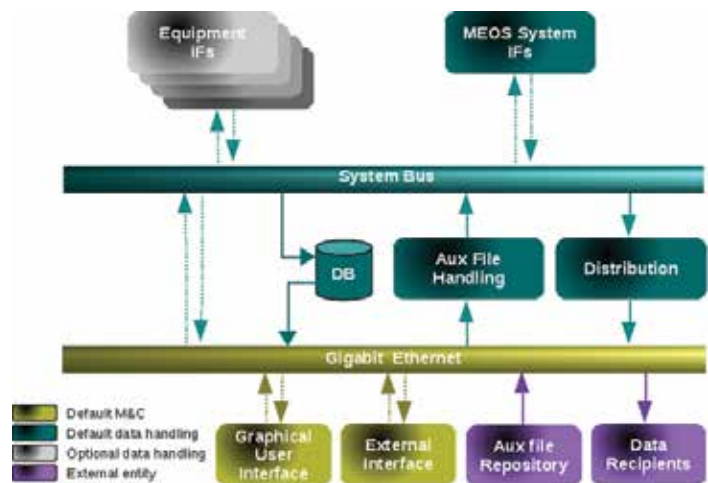 Equipment
IFs
MEOS System
IFs
System Bus
DB
Aux File
Handling
Distribution
Gigabit Ethernet
Default M&C
Default data handling
Optional data handling
External entity
Graphical
User
Interface
External
Interface
Aux file
Repository
Data
Recipients